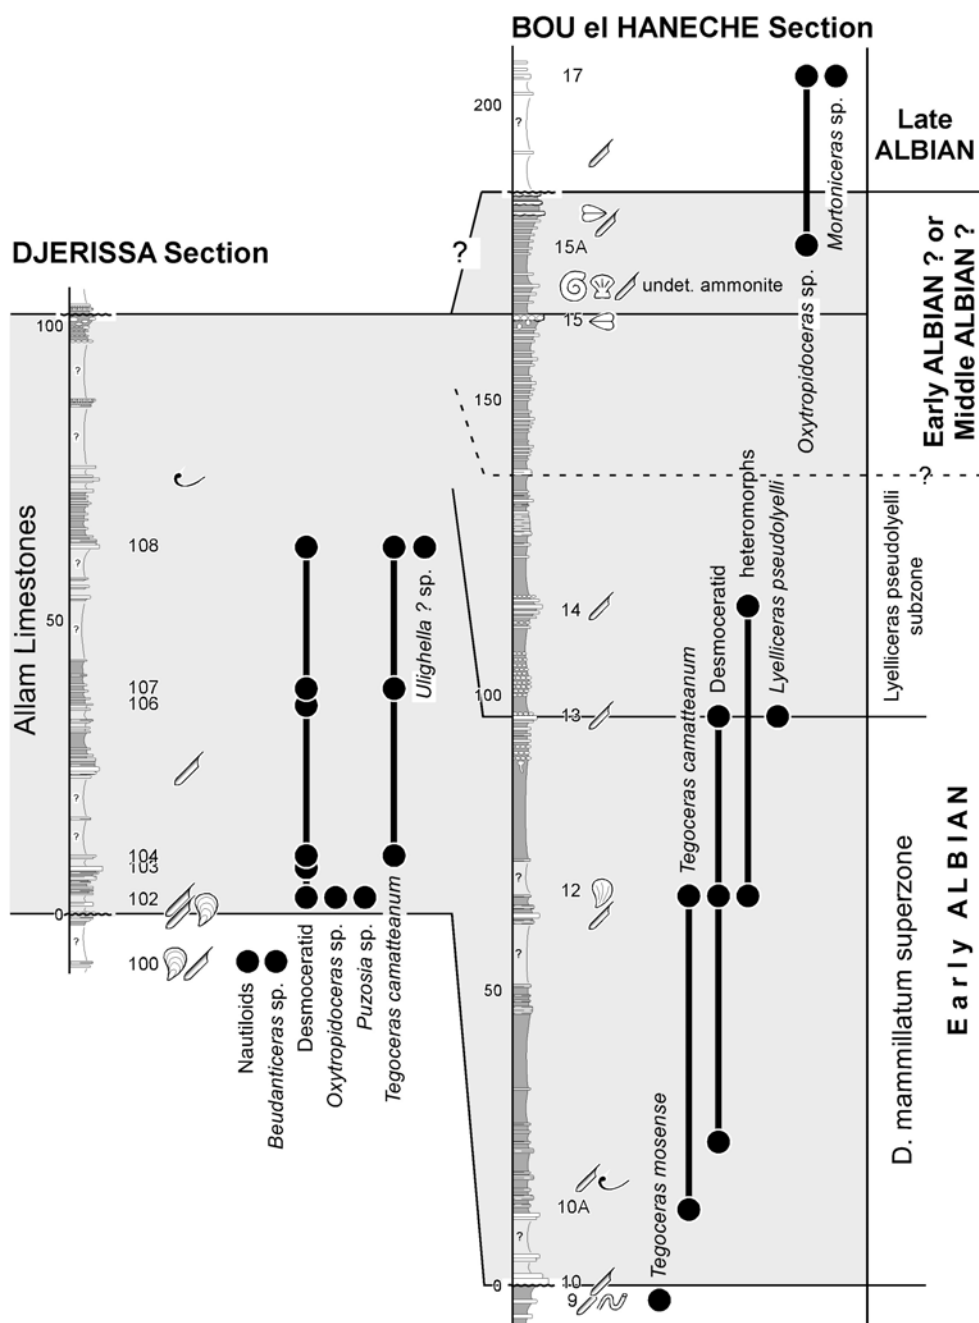 BOU el HANECHE Section
17
200
?
Mortoniceras sp.
Late
ALBIAN
15A
undet. ammonite
Oxytropidoceras sp.
15
150
Early ALBIAN ? or
Middle ALBIAN ?
?
?
DJERISSA Section
100
?
?
Allam Limestones
108
?
50
?
107
106
?
?
104
103
102
0
?
100
Nautiloids
Beudanticeras sp.
Desmoceratid
Oxytropidoceras sp.
Puzosia sp.
Tegoceras camatteanum
Ulighella ? sp.
heteromorphs
Lyelliceras pseudolyelli
Desmoceratid
Tegoceras camatteanum
14
100
13
Lyelliceras pseudolyelli
subzone
?
12
?
50
D. mammillatum superzone
Early ALBIAN
Tegoceras mosense
10A
?
10
0
9